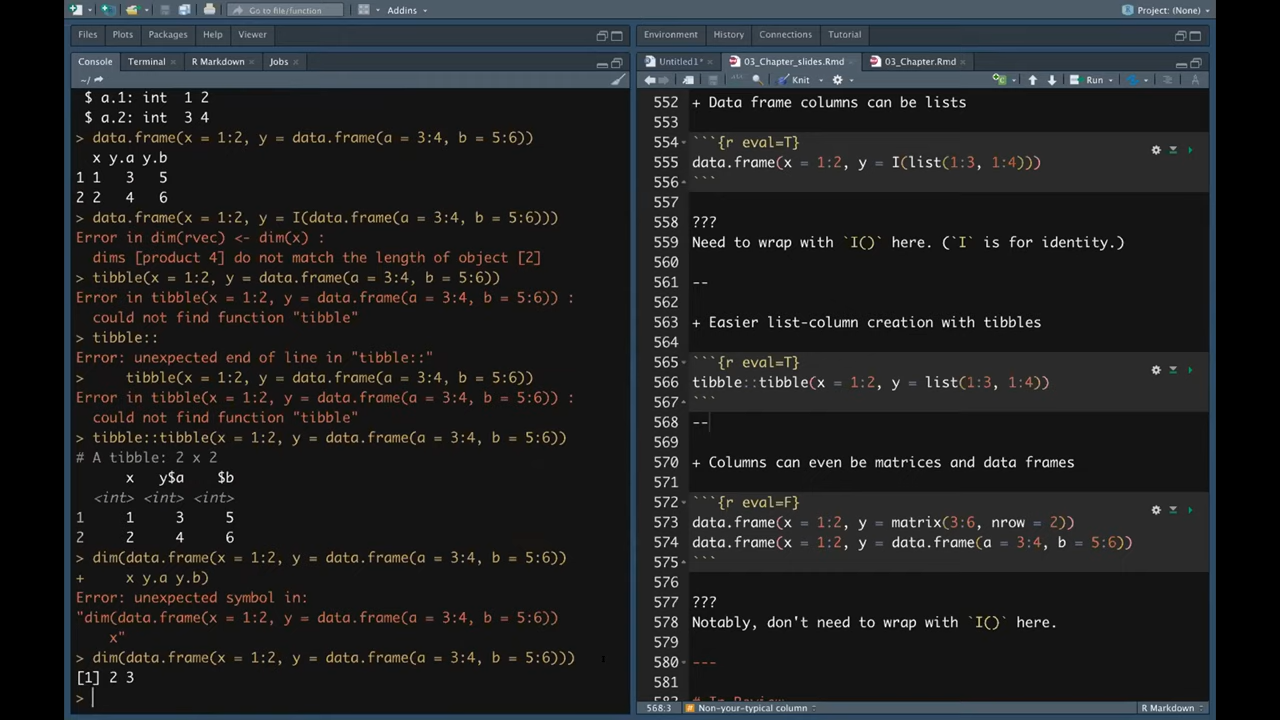 Go to file/function
Addins
Project: (None)
Files
Plots
Packages
Help
Viewer
Console
Terminal
R Markdown
Jobs
~/
$ a.1: int  1 2
$ a.2: int  3 4
> data.frame(x = 1:2, y = data.frame(a = 3:4, b = 5:6))
x y.a y.b
1 1   3   5
2 2   4   6
> data.frame(x = 1:2, y = I(data.frame(a = 3:4, b = 5:6)))
Error in dim(rvec) <- dim(x) :
dims [product 4] do not match the length of object [2]
> tibble(x = 1:2, y = data.frame(a = 3:4, b = 5:6))
Error in tibble(x = 1:2, y = data.frame(a = 3:4, b = 5:6)) :
could not find function "tibble"
> tibble::
Error: unexpected end of line in "tibble::"
>     tibble(x = 1:2, y = data.frame(a = 3:4, b = 5:6))
Error in tibble(x = 1:2, y = data.frame(a = 3:4, b = 5:6)) :
could not find function "tibble"
> tibble::tibble(x = 1:2, y = data.frame(a = 3:4, b = 5:6))
# A tibble: 2 x 2
x   y$a    $b
<int> <int> <int>
1     1     3     5
2     2     4     6
> dim(data.frame(x = 1:2, y = data.frame(a = 3:4, b = 5:6))
+     x y.a y.b)
Error: unexpected symbol in:
"dim(data.frame(x = 1:2, y = data.frame(a = 3:4, b = 5:6))
x"
> dim(data.frame(x = 1:2, y = data.frame(a = 3:4, b = 5:6)))
[1] 2 3
>
Environment
History
Connections
Tutorial
Untitled1*
03_Chapter_slides.Rmd
03_Chapter.Rmd
Knit
Run
552 + Data frame columns can be lists
553
554 ```{r eval=T}
555 data.frame(x = 1:2, y = I(list(1:3, 1:4)))
556 ```
557
558 ???
559 Need to wrap with `I()` here. (`I` is for identity.)
560
561 --
562
563 + Easier list-column creation with tibbles
564
565 ```{r eval=T}
566 tibble::tibble(x = 1:2, y = list(1:3, 1:4))
567 ```
568 --
569
570 + Columns can even be matrices and data frames
571
572 ```{r eval=F}
573 data.frame(x = 1:2, y = matrix(3:6, nrow = 2))
574 data.frame(x = 1:2, y = data.frame(a = 3:4, b = 5:6))
575 ```
576
577 ???
578 Notably, don't need to wrap with `I()` here.
579
580 ---
581
568:3
Non-your-typical column
R Markdown